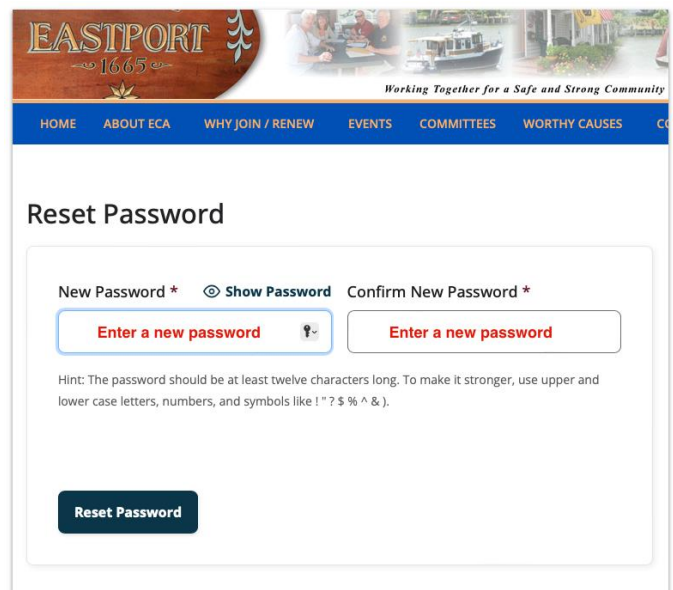 EASTPORT
1665
Working Together for a Safe and Strong Community
HOME ABOUT ECA WHY JOIN / RENEW EVENTS COMMITTEES WORTHY CAUSES
Reset Password
New Password * Show Password Confirm New Password *
Enter a new password Enter a new password
Hint: The password should be at least twelve characters long. To make it stronger, use upper and
lower case letters, numbers, and symbols like ! " ? $ % ^ & ).
Reset Password